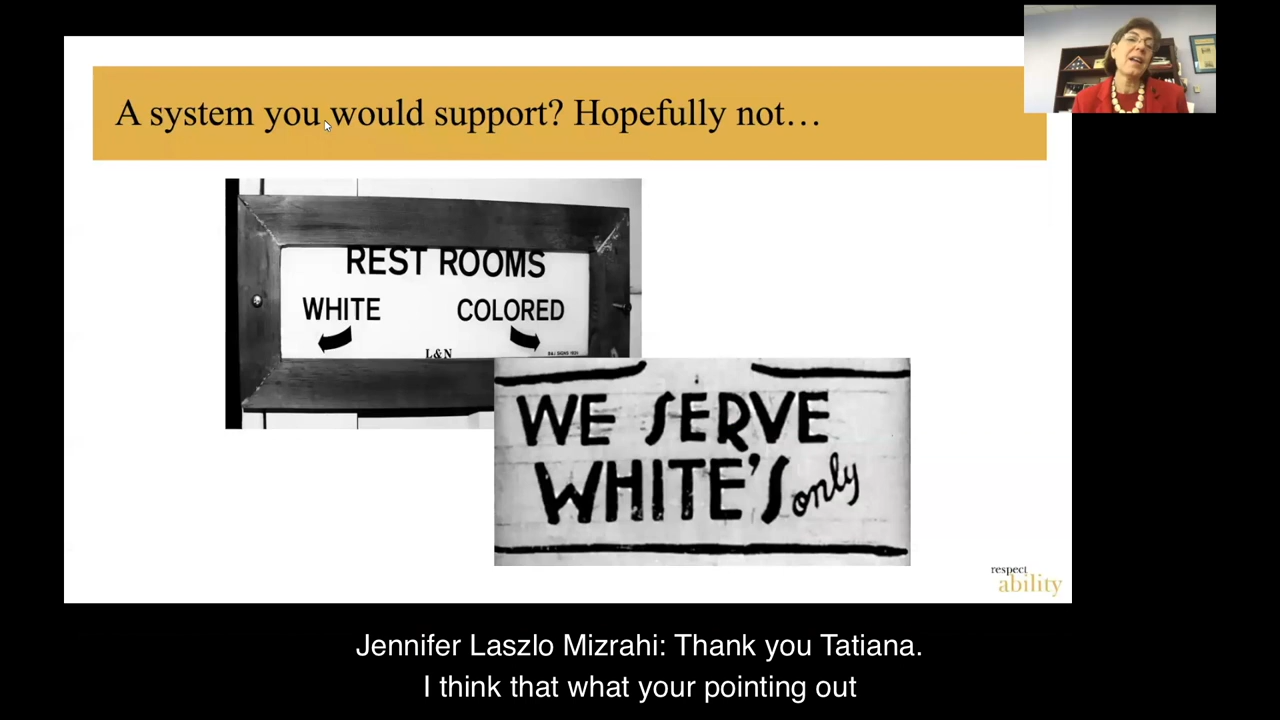 A system you would support? Hopefully not…
REST ROOMS
WHITE COLORED
L&N
WE SERVE
WHITE'S only
respect
ability
Jennifer Laszlo Mizrahi: Thank you Tatiana.
I think that what your pointing out